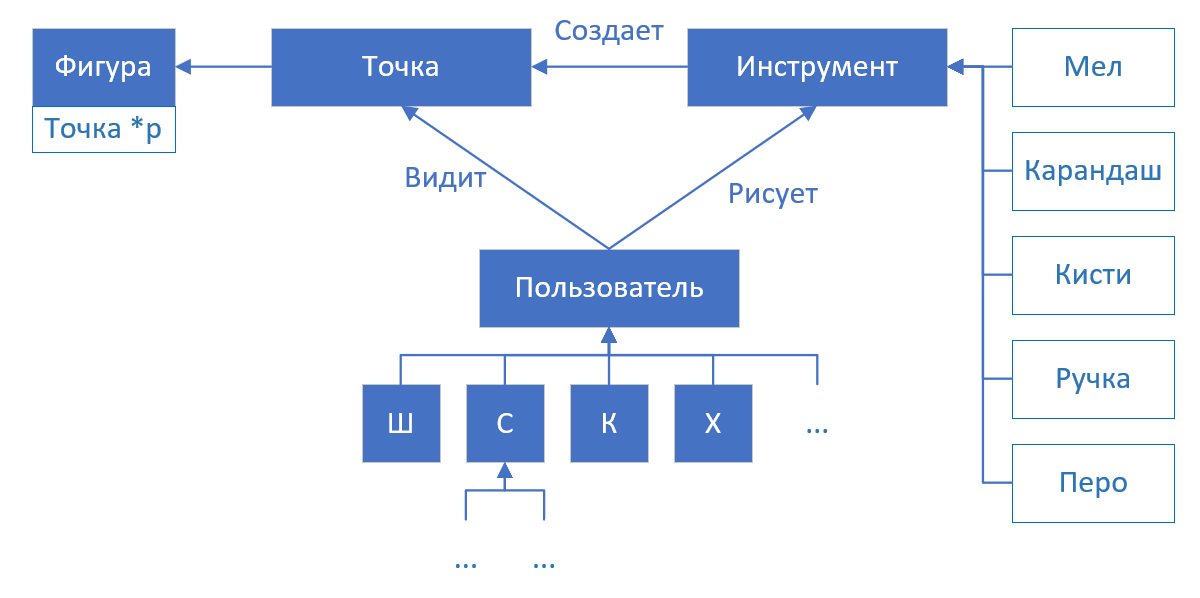 Создает
Фигура
Точка
Инструмент
Мел
Точка *p
Карандаш
Видит
Рисует
Кисти
Пользователь
Ручка
Ш
С
К
Х
...
Перо
...
...